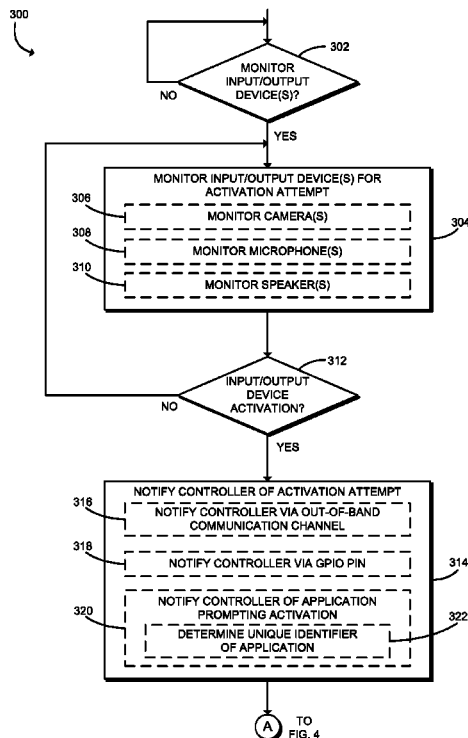 300
302
MONITOR
INPUT/OUTPUT
DEVICE(S)?
NO
YES
MONITOR INPUT/OUTPUT DEVICE(S) FOR
ACTIVATION ATTEMPT
304
306
MONITOR CAMERA(S)
308
MONITOR MICROPHONE(S)
310
MONITOR SPEAKER(S)
312
INPUT/OUTPUT
DEVICE
ACTIVATION?
NO
YES
NOTIFY CONTROLLER OF ACTIVATION ATTEMPT
314
316
NOTIFY CONTROLLER VIA OUT-OF-BAND
COMMUNICATION CHANNEL
318
NOTIFY CONTROLLER VIA GPIO PIN
320
NOTIFY CONTROLLER OF APPLICATION
PROMPTING ACTIVATION
322
DETERMINE UNIQUE IDENTIFIER
OF APPLICATION
A
TO
FIG. 4